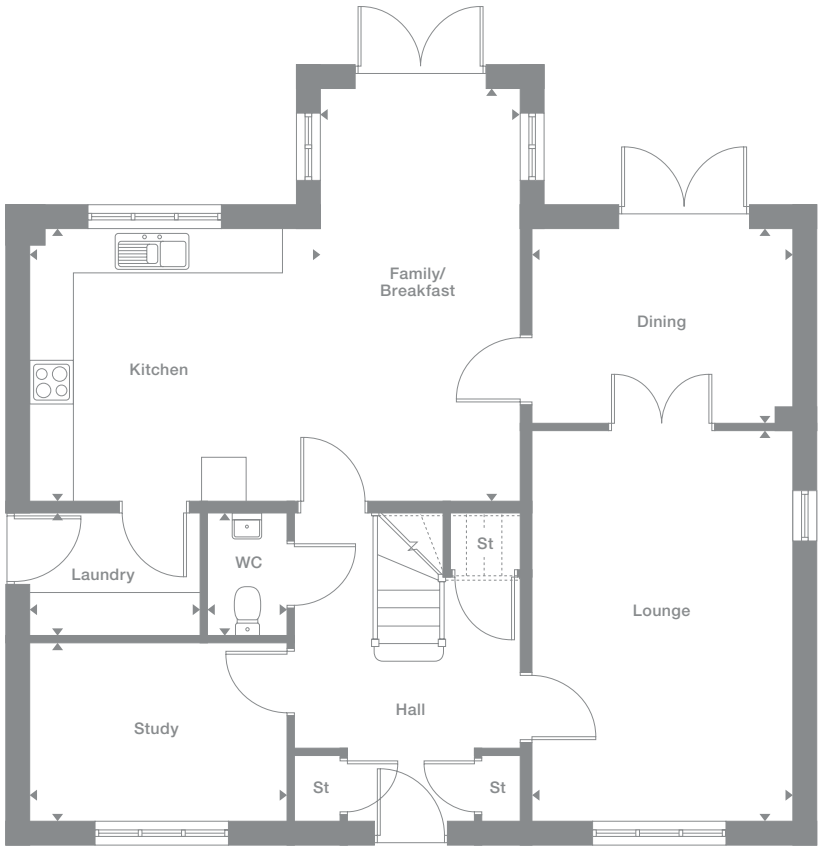 Family/
Breakfast
Dining
Kitchen
St
WC
Laundry
Lounge
Hall
Study
St
St